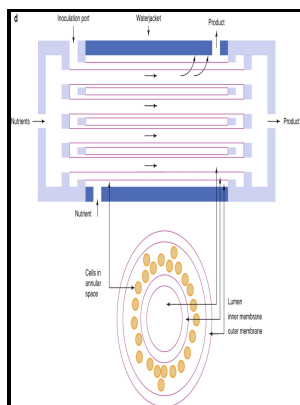 d
Inoculation port
Waterjacket
Product
Nutrients
Product
Nutrient
Cells in
annular
space
Lumen
inner membrane
outer membrane